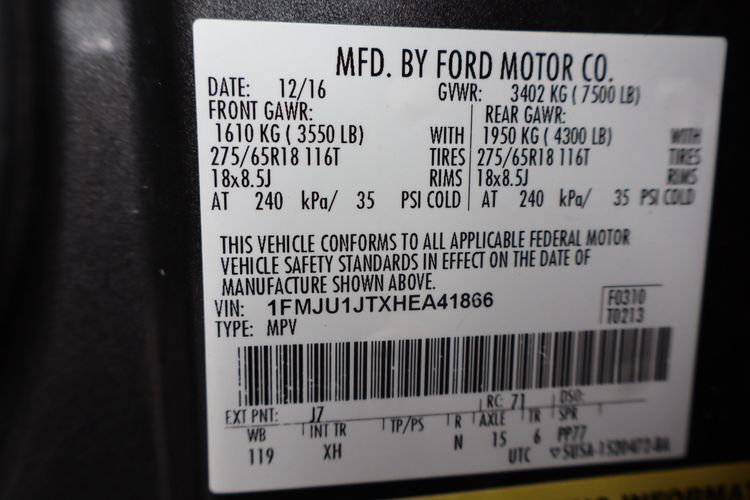 MFD. BY FORD MOTOR CO.
DATE: 12/16 GVWR: 3402 KG ( 7500 LB)
FRONT GAWR: REAR GAWR:
1610 KG ( 3550 LB) WITH 1950 KG ( 4300 LB) WITH
275/65R18 116T TIRES 275/65R18 116T TIRES
18x8.5J RIMS 18x8.5J RIMS
AT 240 kPa/ 35 PSI COLD AT 240 kPa/ 35 PSI COLD
THIS VEHICLE CONFORMS TO ALL APPLICABLE FEDERAL MOTOR
VEHICLE SAFETY STANDARDS IN EFFECT ON THE DATE OF
MANUFACTURE SHOWN ABOVE.
VIN: 1FMJU1JTXHEA41866 F0310
TYPE: MPV T0213
EXT PNT: J7 RC: 71 DSO:
WB INT TR TP/PS R AXLE TR SPR
119 XH N 15 6 PP77
UTC